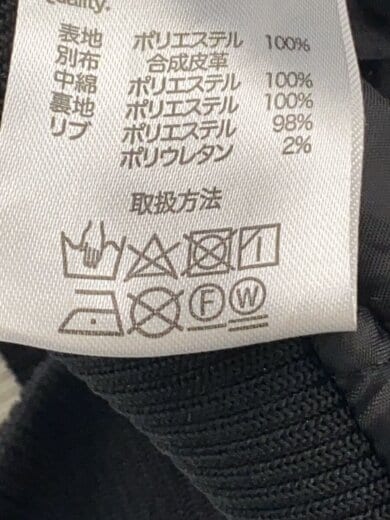 quality.
表地 ポリエステル 100%
別布 合成皮革
中綿 ポリエステル 100%
裏地 ポリエステル 100%
リブ ポリエステル 98%
ポリウレタン 2%
取扱方法
F W